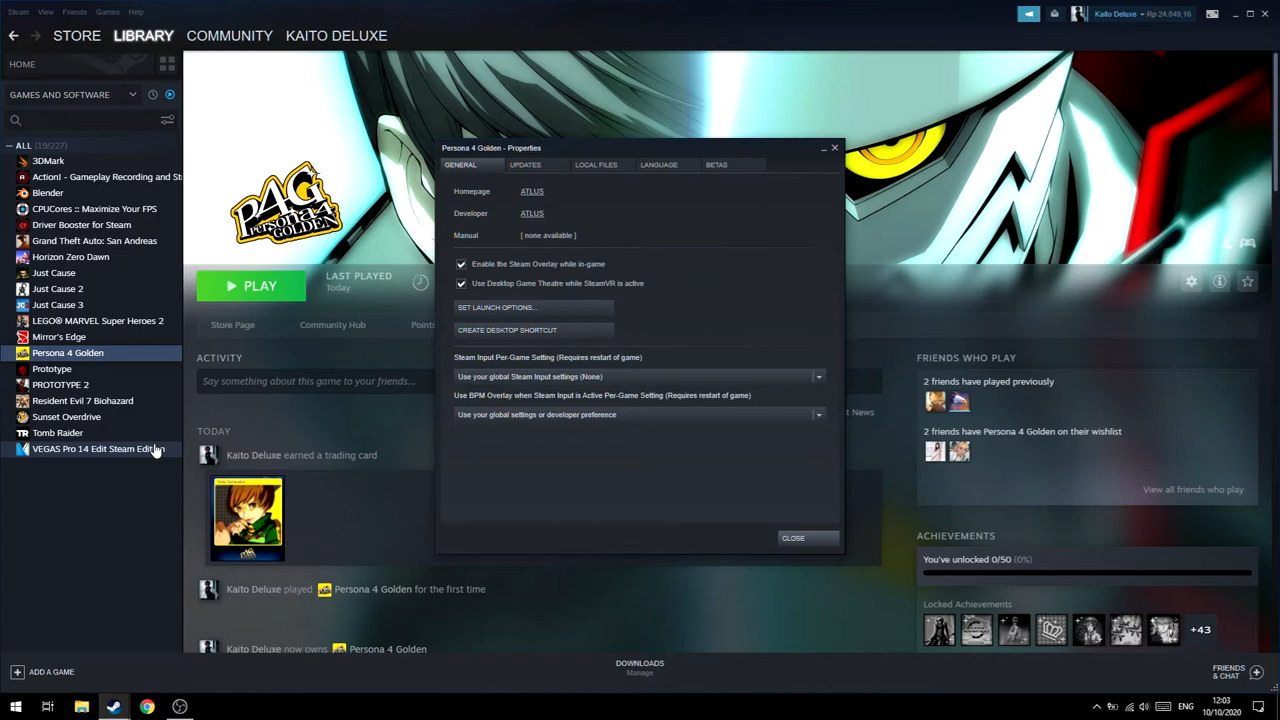 Steam View Friends Games Help
Kaito Deluxe Rp 24.849,16
STORE LIBRARY COMMUNITY KAITO DELUXE
HOME
GAMES AND SOFTWARE
ALL (19/227)
3DMark
Action! - Gameplay Recording and St
Blender
CPUCores :: Maximize Your FPS
Driver Booster for Steam
Grand Theft Auto: San Andreas
Horizon Zero Dawn
Just Cause
Just Cause 2
Just Cause 3
LEGO® MARVEL Super Heroes 2
Mirror's Edge
Persona 4 Golden
Prototype
PROTOTYPE 2
Resident Evil 7 Biohazard
Sunset Overdrive
Tomb Raider
VEGAS Pro 14 Edit Steam Edition
ADD A GAME
P4G
Persona 4
GOLDEN
PLAY
LAST PLAYED
Today
Store Page Community Hub Points
News
ACTIVITY
Say something about this game to your friends...
TODAY
Kaito Deluxe earned a trading card
Kaito Deluxe played Persona 4 Golden for the first time
Kaito Deluxe now owns Persona 4 Golden
Persona 4 Golden - Properties
GENERAL UPDATES LOCAL FILES LANGUAGE BETAS
Homepage ATLUS
Developer ATLUS
Manual [ none available ]
Enable the Steam Overlay while in-game
Use Desktop Game Theatre while SteamVR is active
SET LAUNCH OPTIONS...
CREATE DESKTOP SHORTCUT
Steam Input Per-Game Setting (Requires restart of game)
Use your global Steam Input settings (None)
Use BPM Overlay when Steam Input is Active Per-Game Setting (Requires restart of game)
Use your global settings or developer preference
CLOSE
FRIENDS WHO PLAY
2 friends have played previously
2 friends have Persona 4 Golden on their wishlist
View all friends who play
ACHIEVEMENTS
You've unlocked 0/50 (0%)
Locked Achievements
+43
DOWNLOADS
Manage
FRIENDS
& CHAT
ENG
12:03
10/10/2020